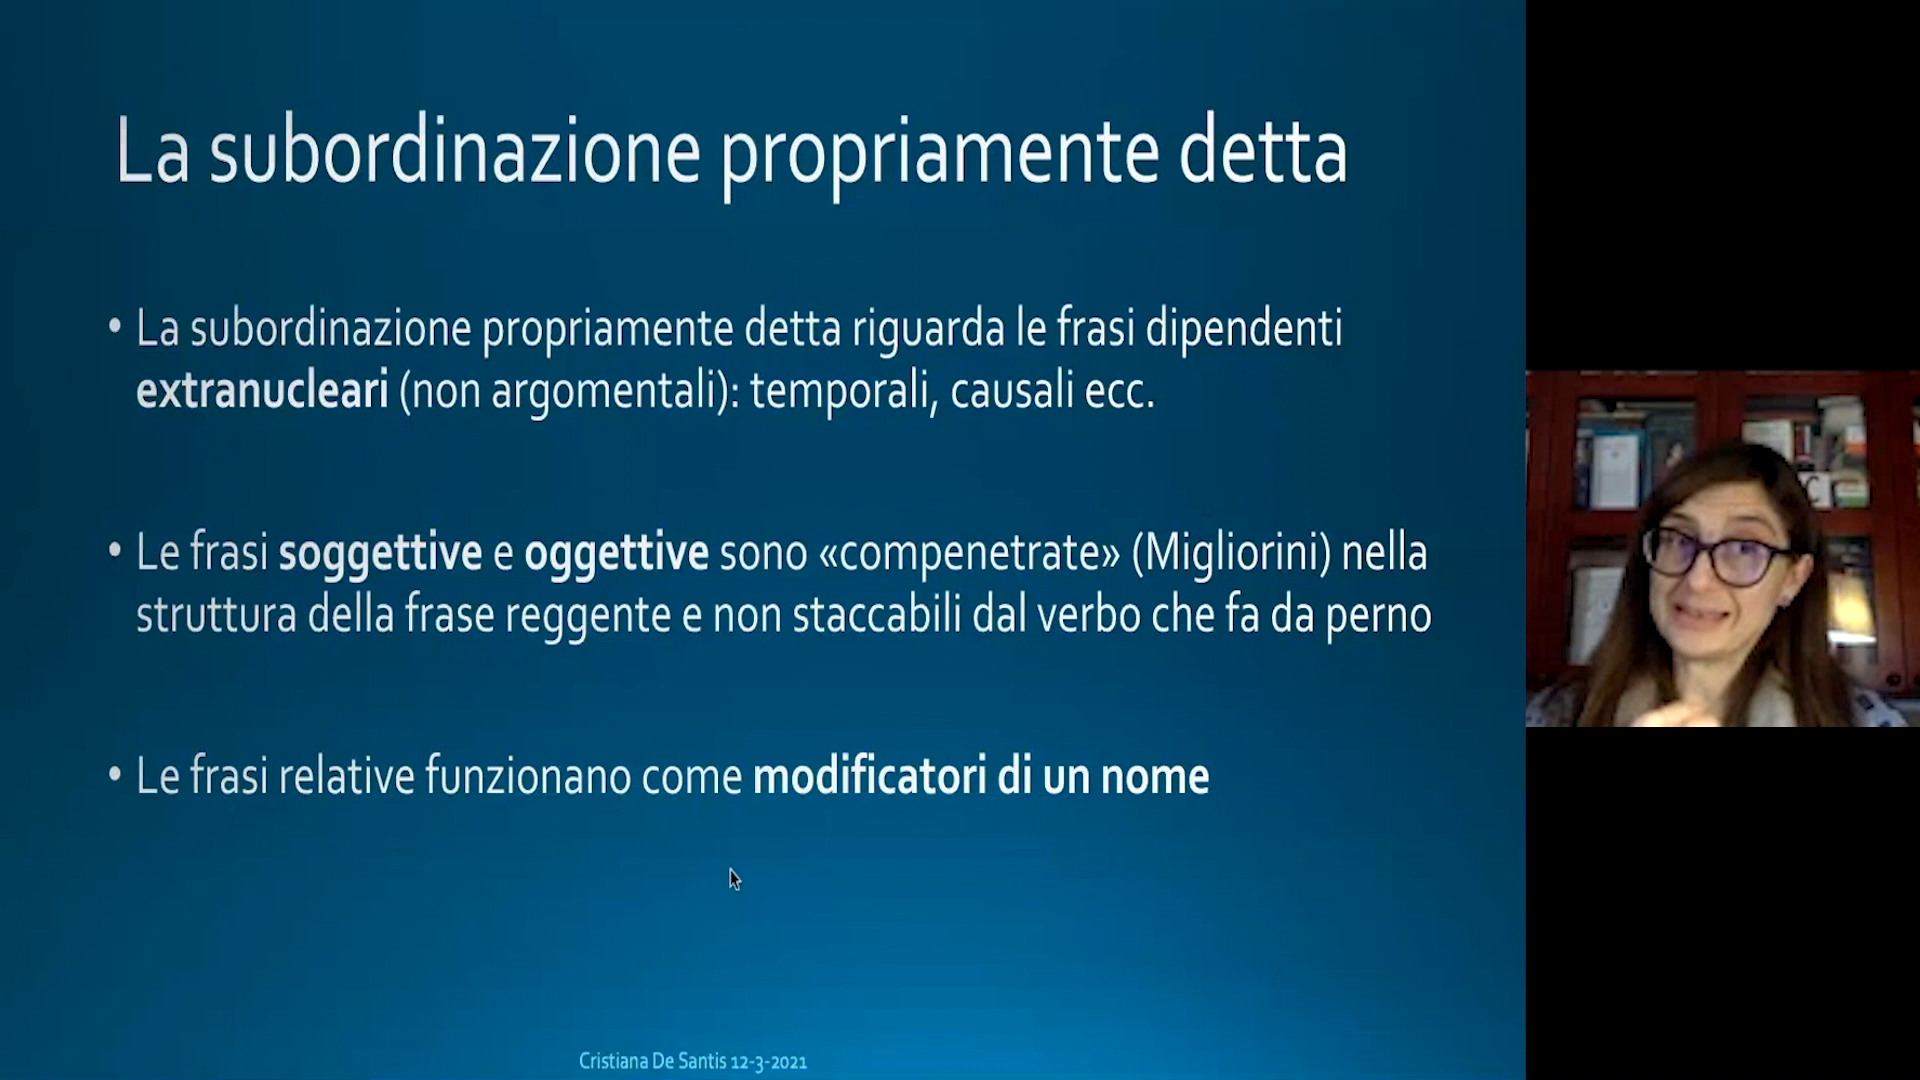 La subordinazione propriamente detta
• La subordinazione propriamente detta riguarda le frasi dipendenti
extranucleari (non argomentali): temporali, causali ecc.
• Le frasi soggettive e oggettive sono «compenetrate» (Migliorini) nella
struttura della frase reggente e non staccabili dal verbo che fa da perno
• Le frasi relative funzionano come modificatori di un nome
Cristiana De Santis 12-3-2021